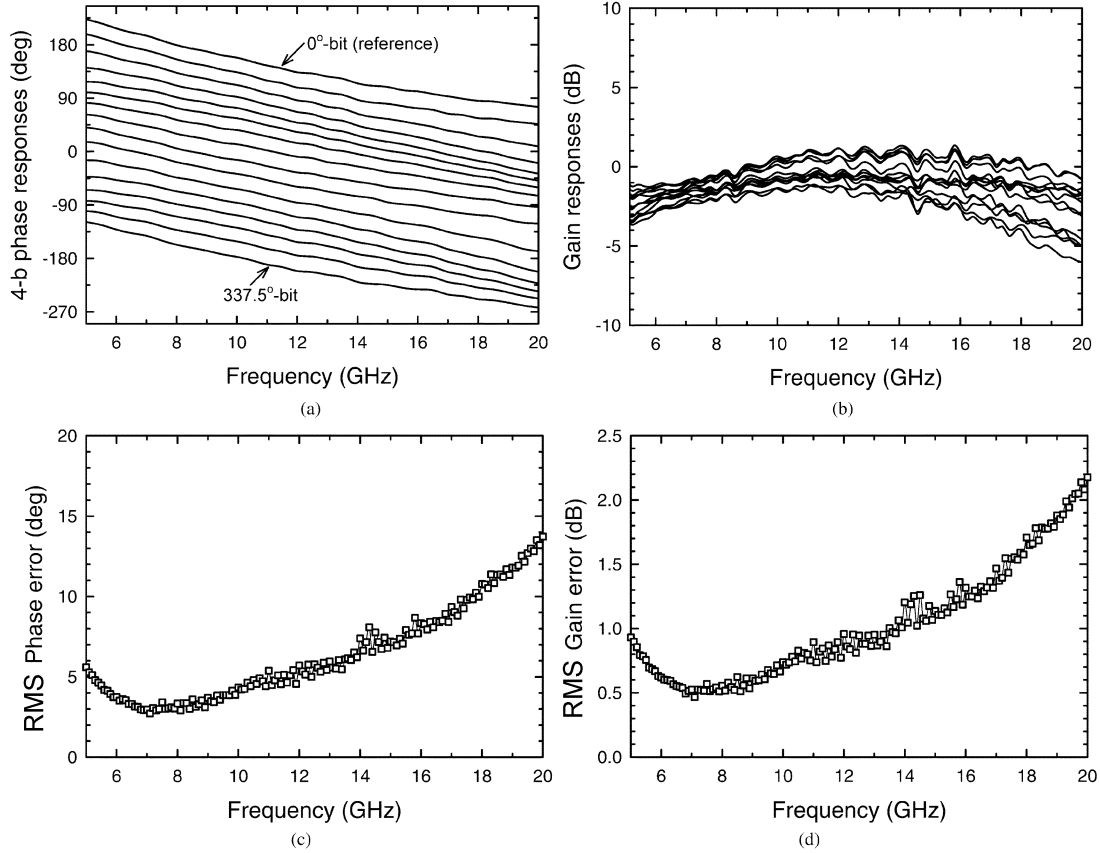 4-b phase responses (deg)
180
90
0
-90
-180
-270
0°-bit (reference)
337.5°-bit
6 8 10 12 14 16 18 20
Frequency (GHz)
(a)
Gain responses (dB)
10
5
0
-5
-10
6 8 10 12 14 16 18 20
Frequency (GHz)
(b)
RMS Phase error (deg)
20
15
10
5
0
6 8 10 12 14 16 18 20
Frequency (GHz)
(c)
RMS Gain error (dB)
2.5
2.0
1.5
1.0
0.5
0.0
6 8 10 12 14 16 18 20
Frequency (GHz)
(d)